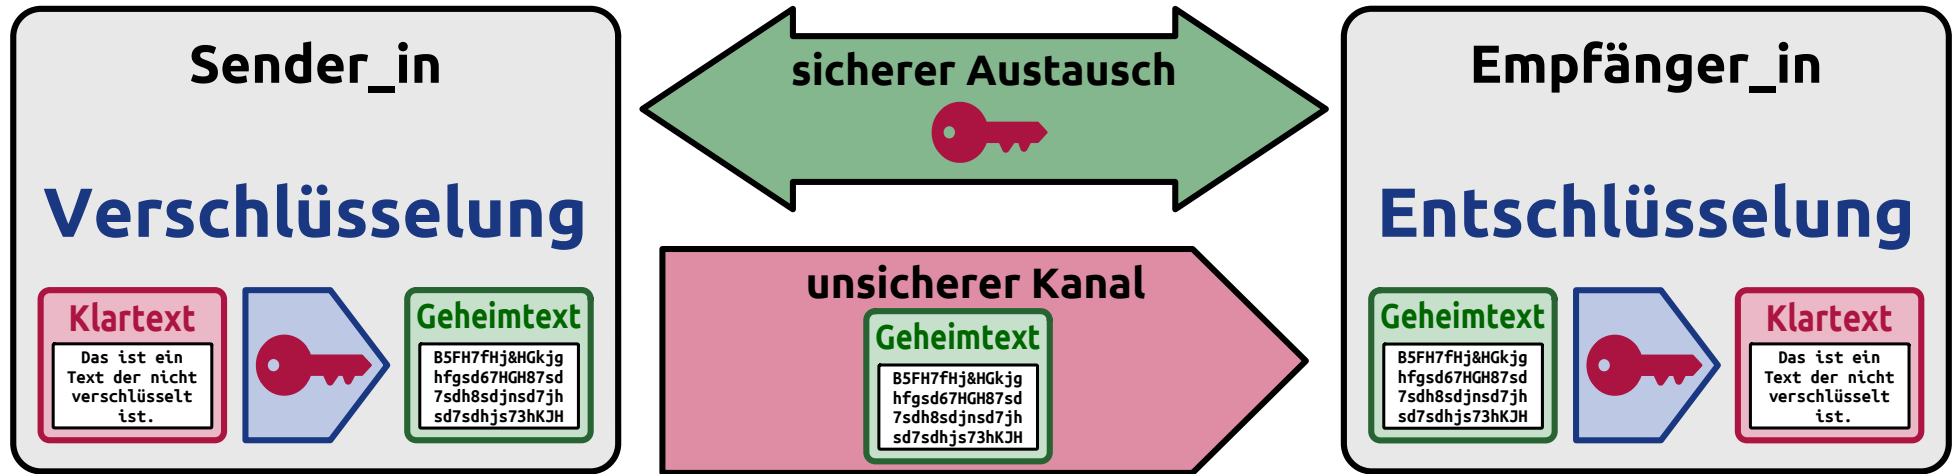 Sender_in
Verschlüsselung
Klartext
Das ist ein
Text der nicht
verschlüsselt
ist.
Geheimtext
B5FH7fHj&HGkjg
hfgsd67HGH87sd
7sdh8sdjnsd7jh
sd7sdhjs73hKJH
sicherer Austausch
unsicherer Kanal
Geheimtext
B5FH7fHj&HGkjg
hfgsd67HGH87sd
7sdh8sdjnsd7jh
sd7sdhjs73hKJH
Empfänger_in
Entschlüsselung
Geheimtext
B5FH7fHj&HGkjg
hfgsd67HGH87sd
7sdh8sdjnsd7jh
sd7sdhjs73hKJH
Klartext
Das ist ein
Text der nicht
verschlüsselt
ist.